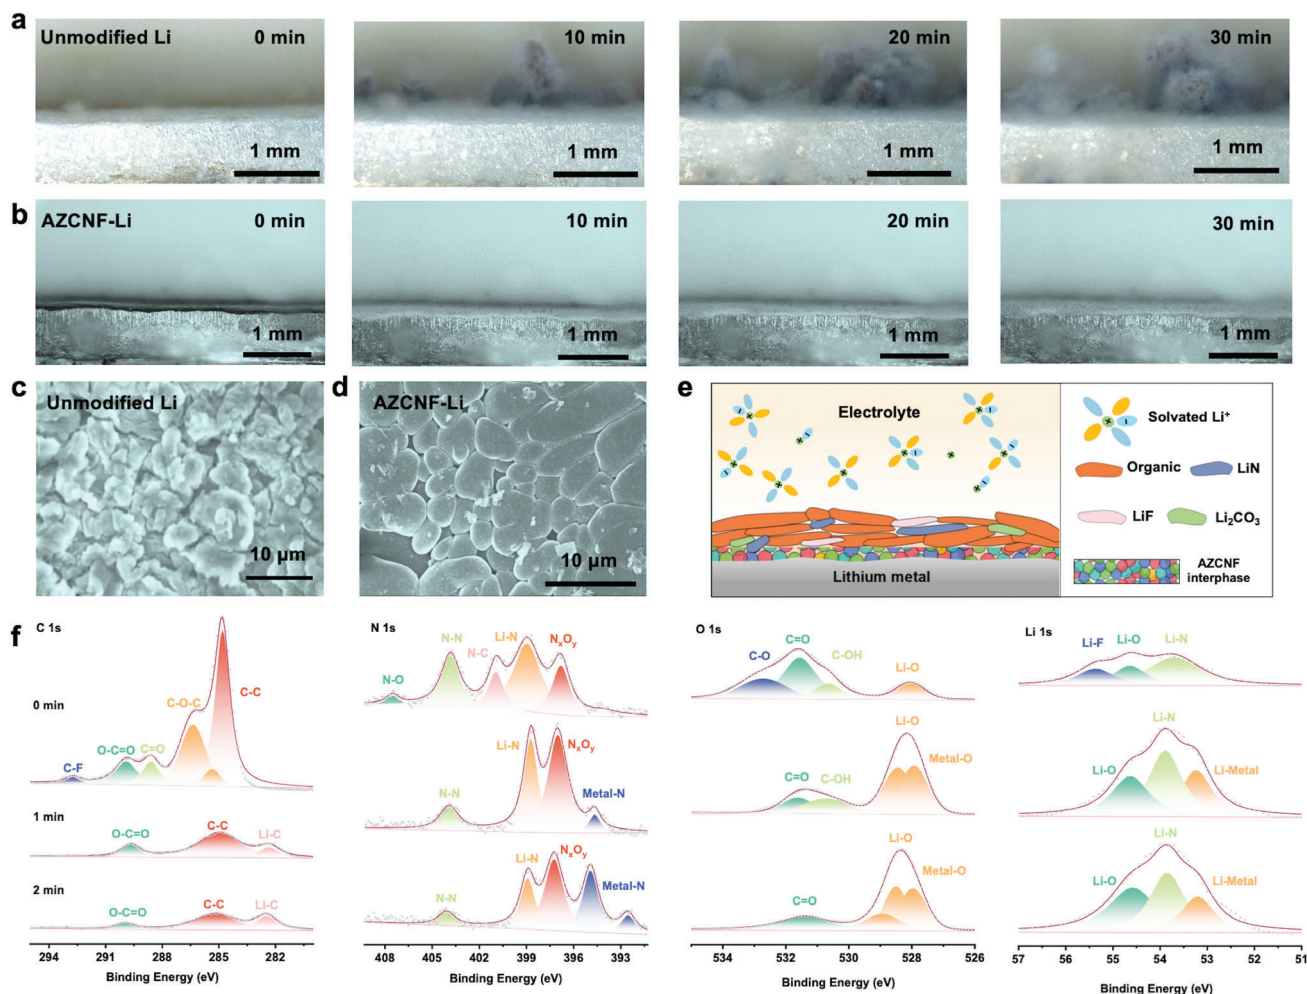 a
Unmodified Li 0 min
10 min
20 min
30 min
1 mm
1 mm
1 mm
1 mm
b
AZCNF-Li 0 min
10 min
20 min
30 min
1 mm
1 mm
1 mm
1 mm
c
Unmodified Li
10 μm
d
AZCNF-Li
10 μm
e
Electrolyte
Lithium metal
Solvated Li⁺
Organic
LiN
LiF
Li₂CO₃
AZCNF
interphase
f
C 1s
0 min
C-F
O-C=O
C=O
C-O-C
C-C
1 min
O-C=O
C-C
Li-C
2 min
O-C=O
C-C
Li-C
294 291 288 285 282
Binding Energy (eV)
N 1s
N-O
N-N
N-C
Li-N
NₓOᵧ
N-N
Li-N
NₓOᵧ
Metal-N
N-N
Li-N
NₓOᵧ
Metal-N
408 405 402 399 396 393
Binding Energy (eV)
O 1s
C-O
C=O
C-OH
Li-O
C=O
C-OH
Li-O
Metal-O
C=O
Li-O
Metal-O
534 532 530 528 526
Binding Energy (eV)
Li 1s
Li-F
Li-O
Li-N
Li-O
Li-N
Li-Metal
Li-O
Li-N
Li-Metal
57 56 55 54 53 52 51
Binding Energy (eV)